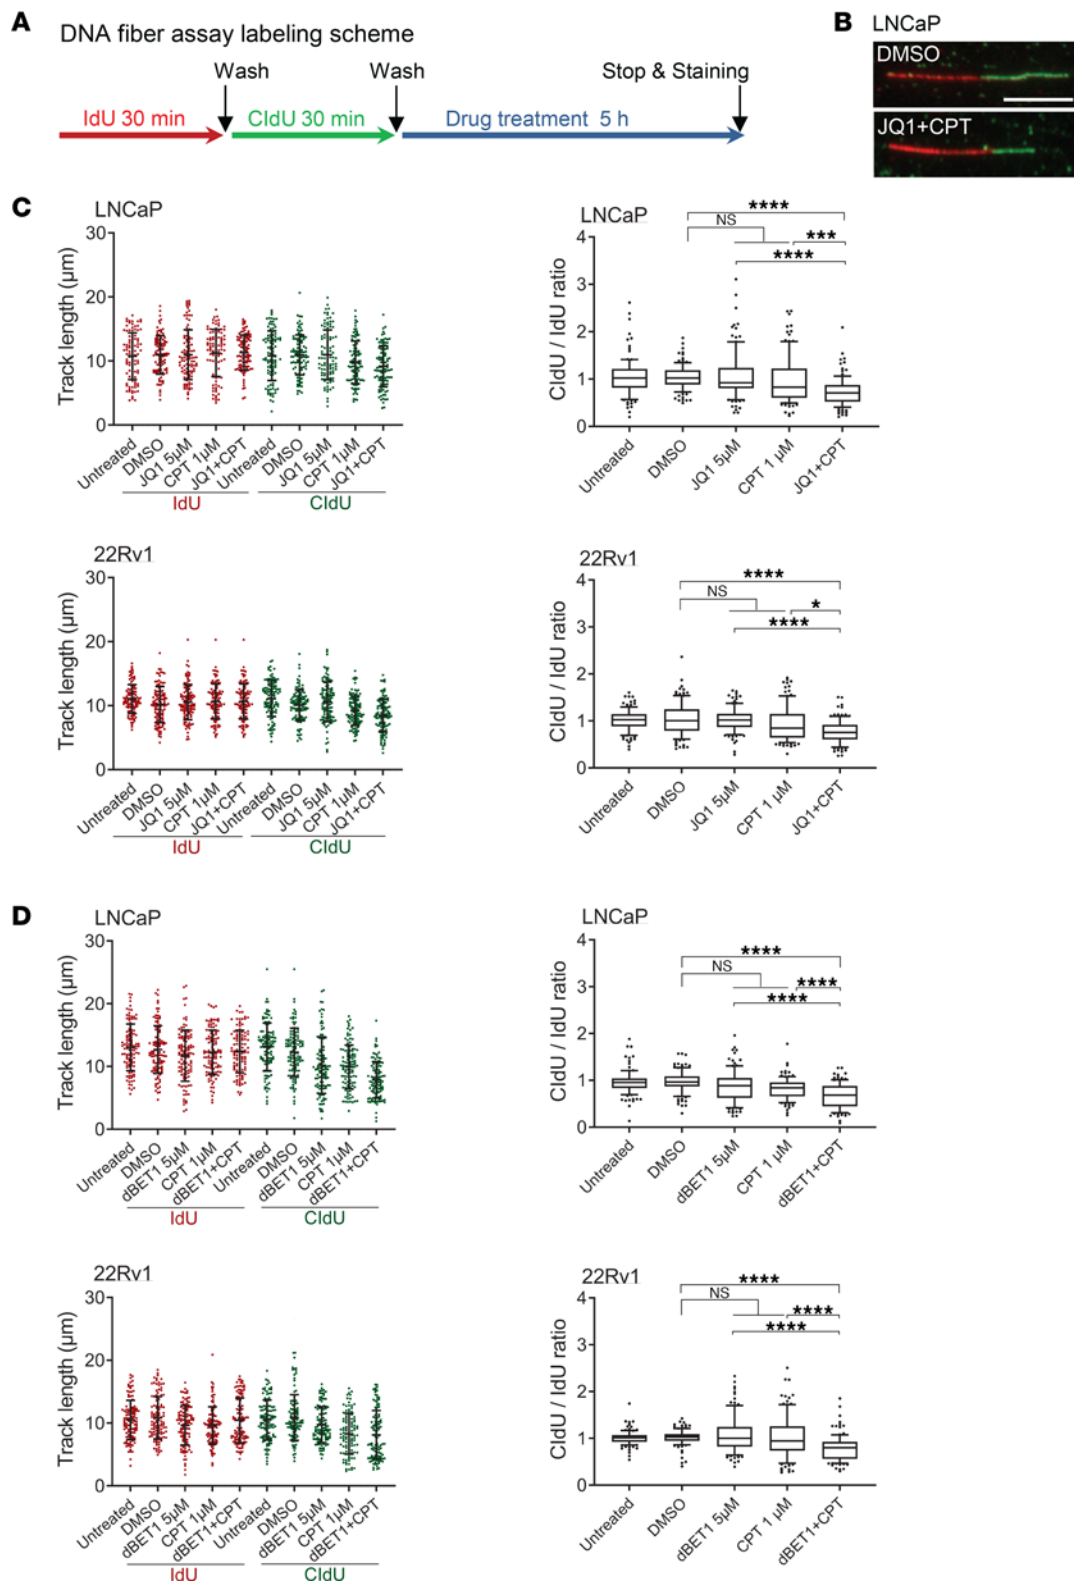 A
DNA fiber assay labeling scheme
Wash
Wash
Stop & Staining
IdU 30 min
CldU 30 min
Drug treatment 5 h
B
LNCaP
DMSO
JQ1+CPT
C
LNCaP
Track length (µm)
30
20
10
0
Untreated
DMSO
JQ1 5µM
CPT 1µM
JQ1+CPT
Untreated
DMSO
JQ1 5µM
CPT 1µM
JQ1+CPT
IdU
CldU
LNCaP
CldU / IdU ratio
4
3
2
1
0
****
NS
***
****
Untreated
DMSO
JQ1 5µM
CPT 1 µM
JQ1+CPT
22Rv1
Track length (µm)
30
20
10
0
Untreated
DMSO
JQ1 5µM
CPT 1µM
JQ1+CPT
Untreated
DMSO
JQ1 5µM
CPT 1µM
JQ1+CPT
IdU
CldU
22Rv1
CldU / IdU ratio
4
3
2
1
0
****
NS
*
****
Untreated
DMSO
JQ1 5µM
CPT 1 µM
JQ1+CPT
D
LNCaP
Track length (µm)
30
20
10
0
Untreated
DMSO
dBET1 5µM
CPT 1µM
dBET1+CPT
Untreated
DMSO
dBET1 5µM
CPT 1µM
dBET1+CPT
IdU
CldU
LNCaP
CldU / IdU ratio
4
3
2
1
0
****
NS
****
****
Untreated
DMSO
dBET1 5µM
CPT 1 µM
dBET1+CPT
22Rv1
Track length (µm)
30
20
10
0
Untreated
DMSO
dBET1 5µM
CPT 1µM
dBET1+CPT
Untreated
DMSO
dBET1 5µM
CPT 1µM
dBET1+CPT
IdU
CldU
22Rv1
CldU / IdU ratio
4
3
2
1
0
****
NS
****
****
Untreated
DMSO
dBET1 5µM
CPT 1 µM
dBET1+CPT